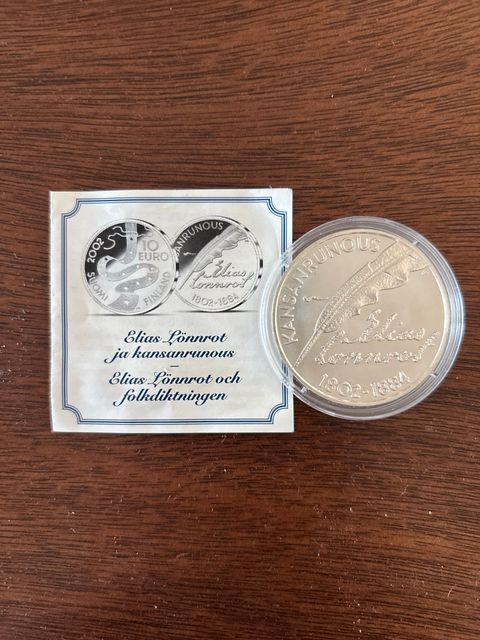 2002
SUOMI
10
EURO
FINLAND
KANSANRUNOUS
Elias
Lönnrot
1802-1884
Elias Lönnrot
ja kansanrunous
–
Elias Lönnrot och
folkdiktningen
KANSANRUNOUS
Elias
Lönnrot
1802-1884